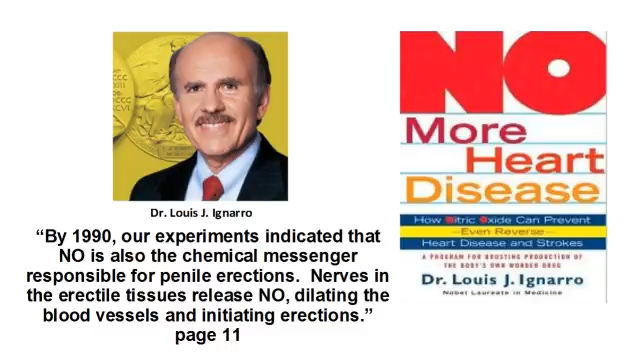 Dr. Louis J. Ignarro
“By 1990, our experiments indicated that
NO is also the chemical messenger
responsible for penile erections.  Nerves in
the erectile tissues release NO, dilating the
blood vessels and initiating erections.”
page 11
NO
More
Heart
Disease
How Nitric Oxide Can Prevent
—Even Reverse—
Heart Disease and Strokes
A PROGRAM FOR BOOSTING PRODUCTION OF
THE BODY'S OWN WONDER DRUG
Dr. Louis J. Ignarro
Nobel Laureate in Medicine